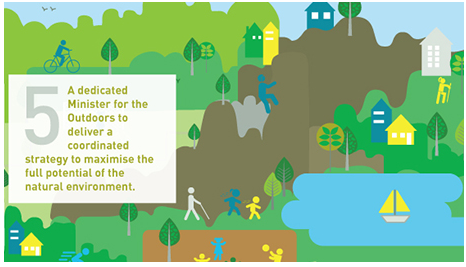 5
A dedicated
Minister for the
Outdoors to
deliver a
coordinated
strategy to maximise the
full potential of the
natural environment.